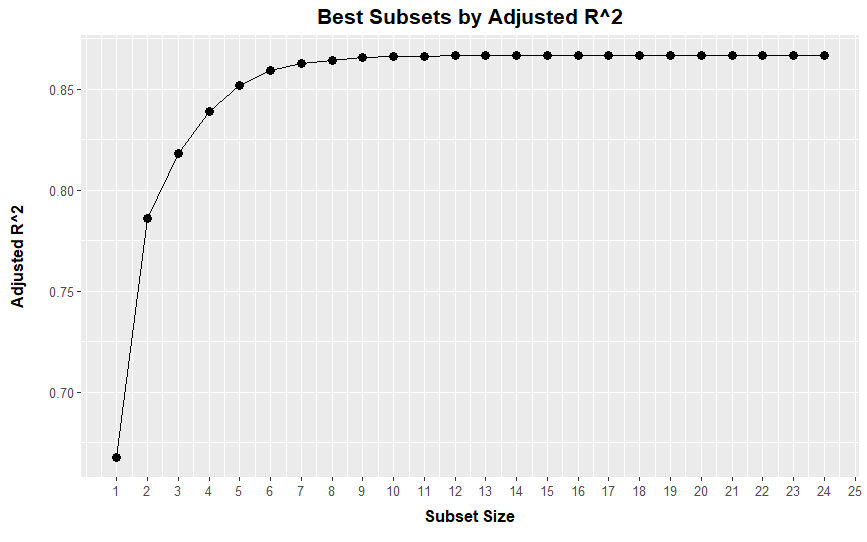 Best Subsets by Adjusted R^2
Adjusted R^2
0.85
0.80
0.75
0.70
1 2 3 4 5 6 7 8 9 10 11 12 13 14 15 16 17 18 19 20 21 22 23 24 25
Subset Size